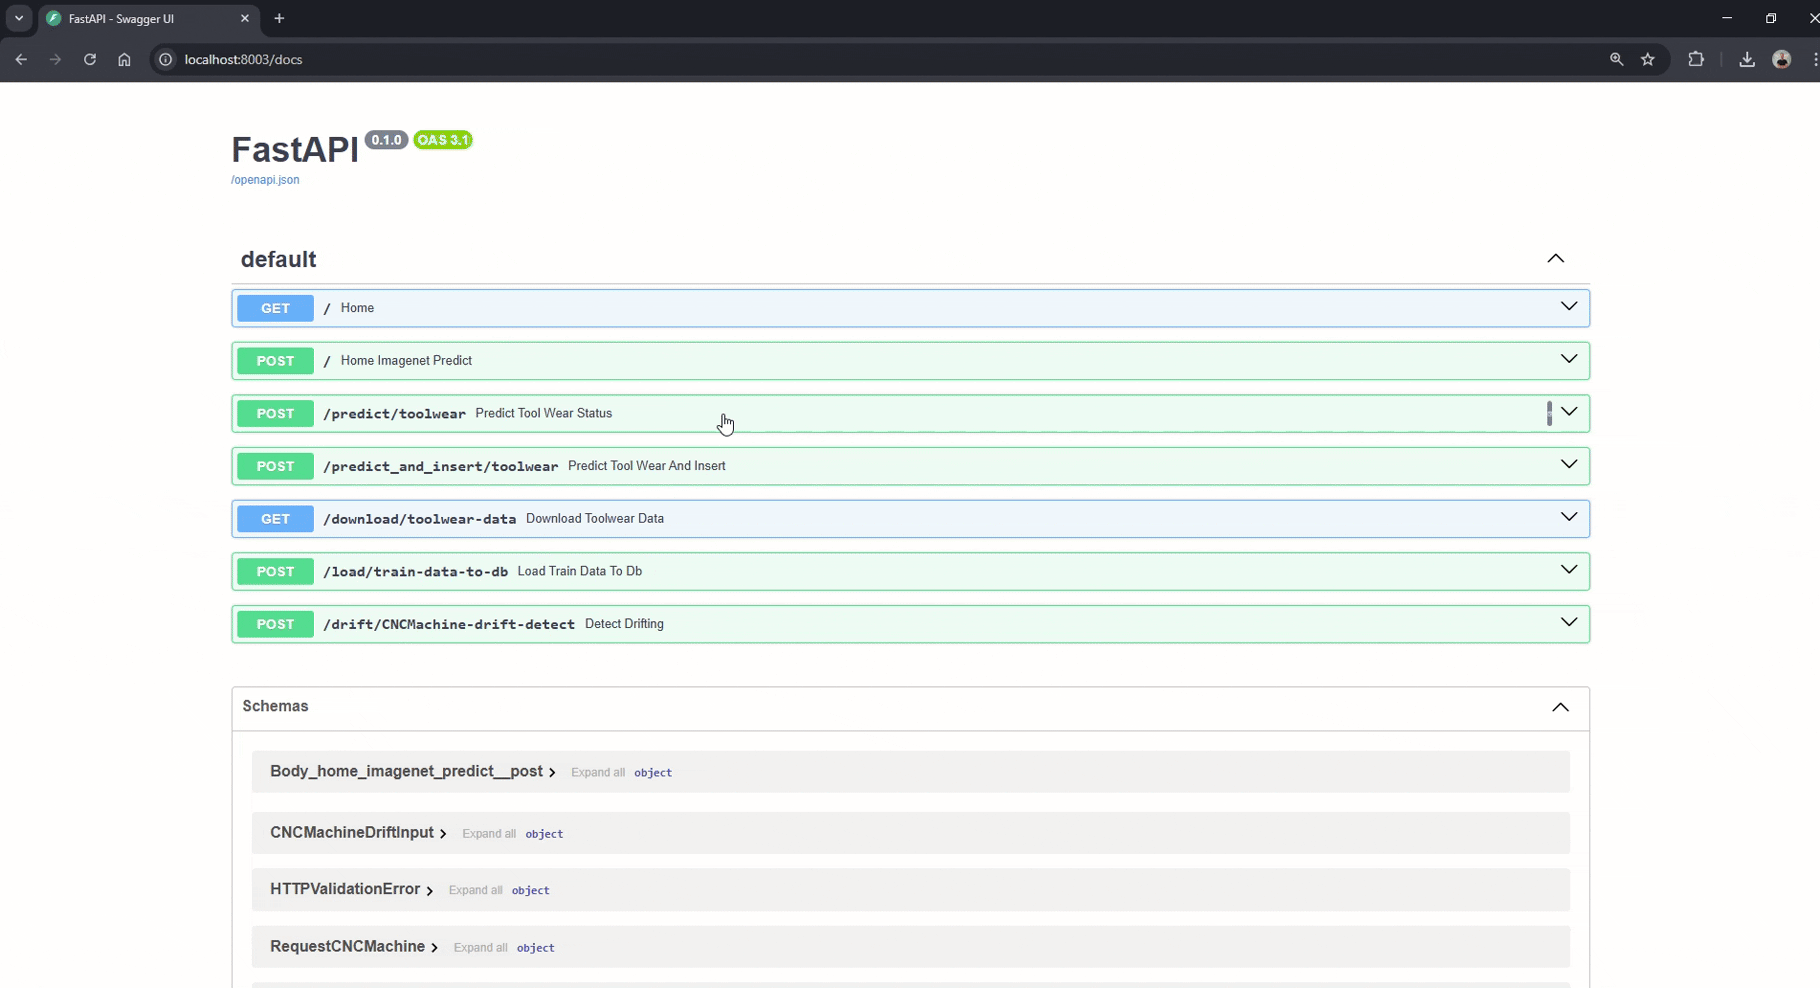 FastAPI - Swagger UI
localhost:8003/docs
FastAPI 0.1.0 OAS 3.1
/openapi.json
default
GET / Home
POST / Home Imagenet Predict
POST /predict/toolwear Predict Tool Wear Status
POST /predict_and_insert/toolwear Predict Tool Wear And Insert
GET /download/toolwear-data Download Toolwear Data
POST /load/train-data-to-db Load Train Data To Db
POST /drift/CNCMachine-drift-detect Detect Drifting
Schemas
Body_home_imagenet_predict__post Expand all object
CNCMachineDriftInput Expand all object
HTTPValidationError Expand all object
RequestCNCMachine Expand all object